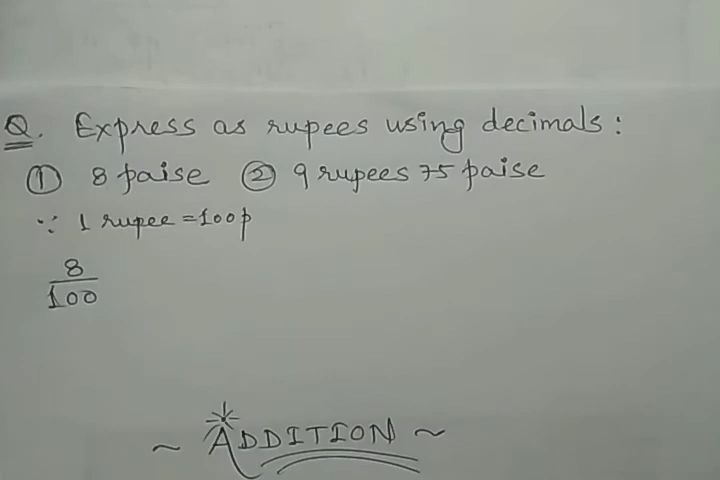 Q. Express as rupees using decimals :
① 8 paise ② 9 rupees 75 paise
∵ 1 rupee = 100p
8
100
~ ADDITION ~